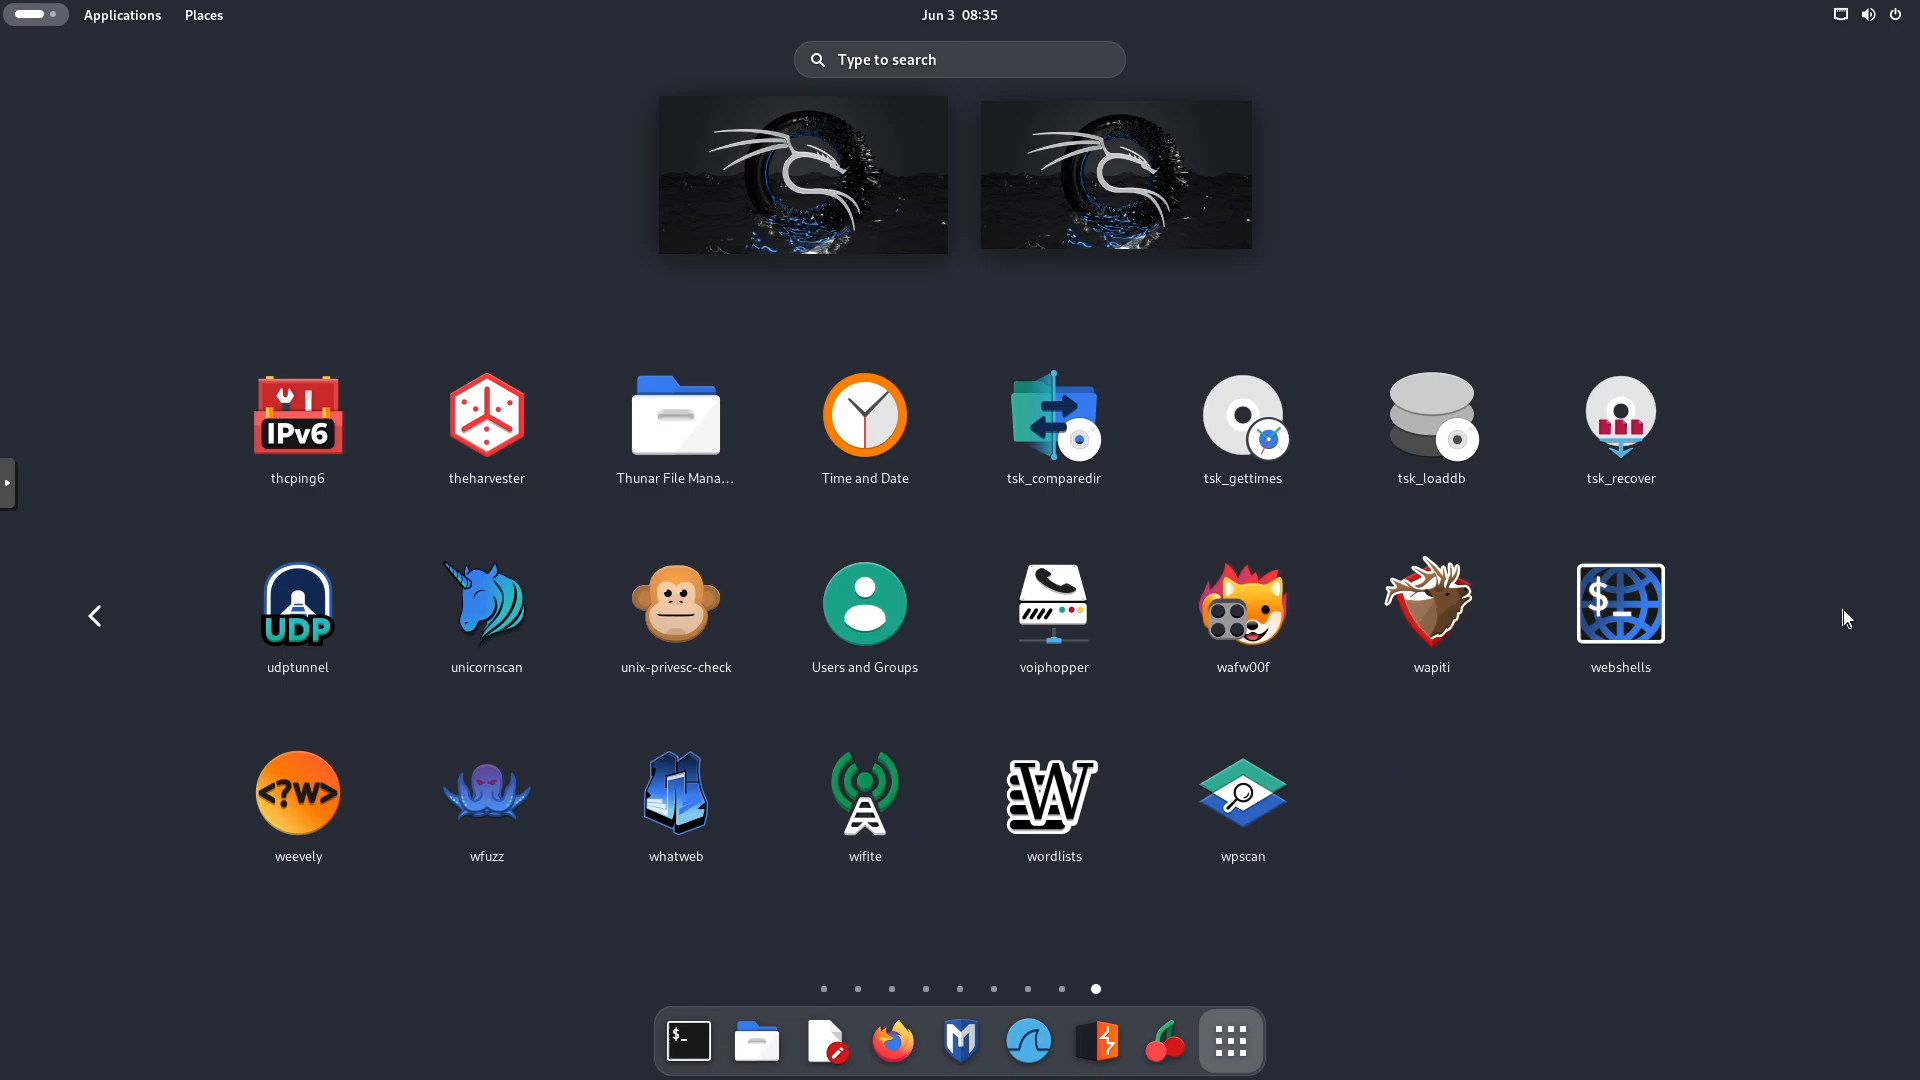 Applications Places Jun 3 08:35
Type to search
IPv6
thcping6 theharvester Thunar File Mana... Time and Date tsk_comparedir tsk_gettimes tsk_loaddb tsk_recover
UDP
$_
udptunnel unicornscan unix-privesc-check Users and Groups voiphopper wafw00f wapiti webshells
<?w>
W
weevely wfuzz whatweb wifite wordlists wpscan
$_
M